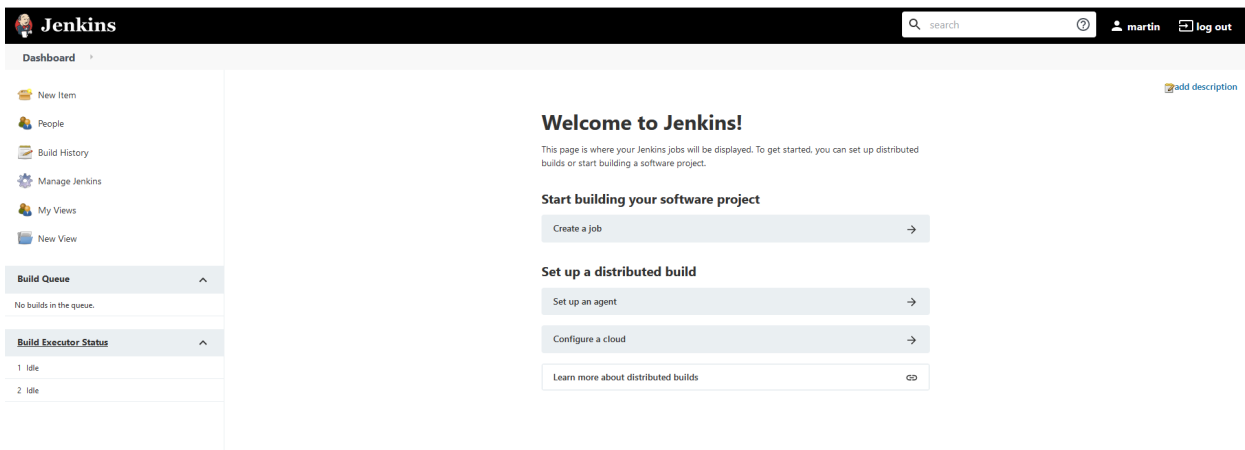 Jenkins
search
martin
log out
Dashboard
add description
New Item
People
Build History
Manage Jenkins
My Views
New View
Build Queue
No builds in the queue.
Build Executor Status
1 Idle
2 Idle
Welcome to Jenkins!
This page is where your Jenkins jobs will be displayed. To get started, you can set up distributed
builds or start building a software project.
Start building your software project
Create a job
Set up a distributed build
Set up an agent
Configure a cloud
Learn more about distributed builds